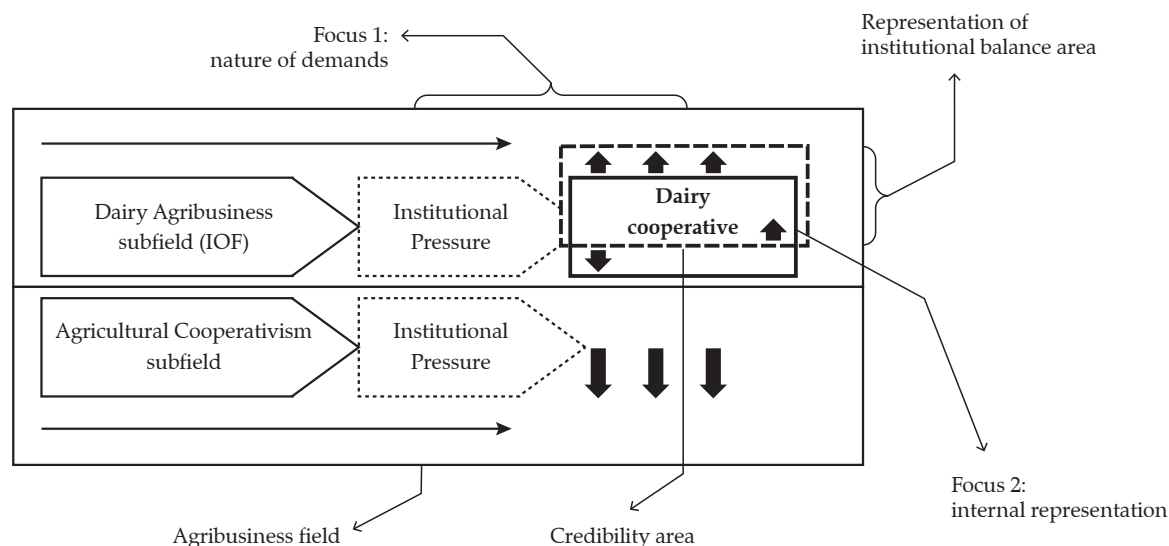 Focus 1:
nature of demands
Representation of
institutional balance area
Dairy Agribusiness
subfield (IOF)
Institutional
Pressure
Dairy
cooperative
Agricultural Cooperativism
subfield
Institutional
Pressure
Focus 2:
internal representation
Agribusiness field
Credibility area